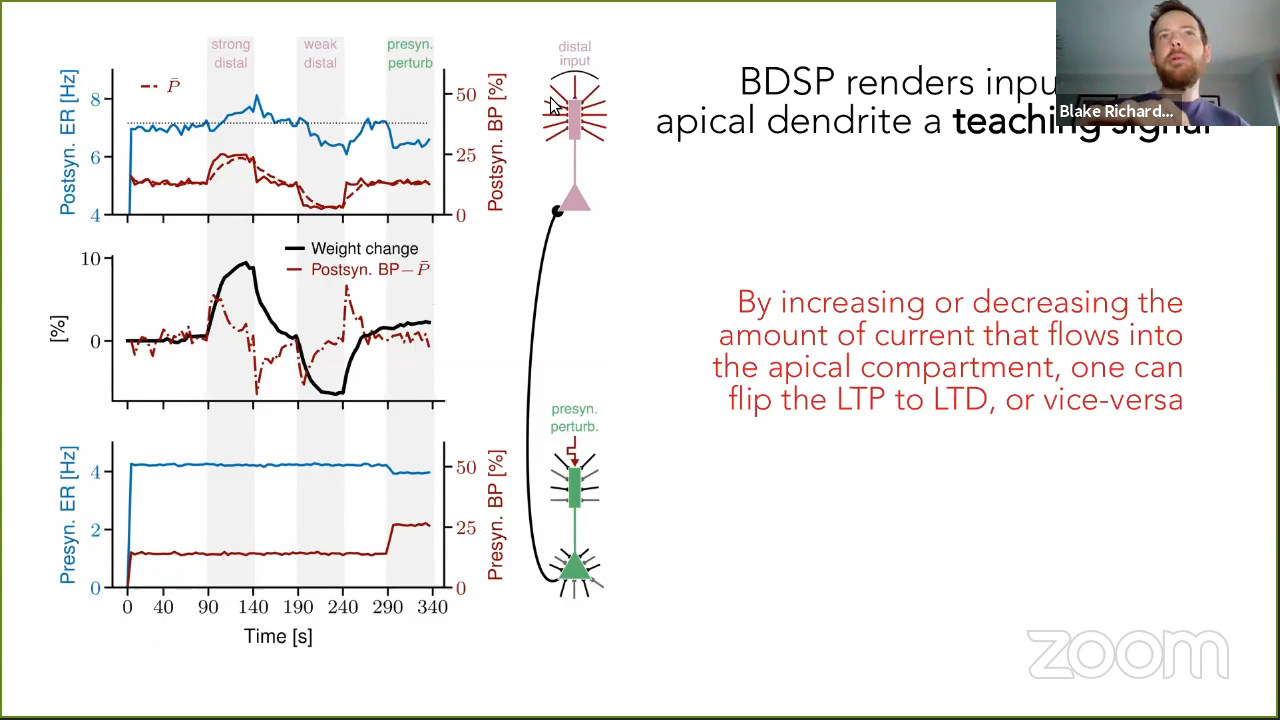 strong distal
weak distal
presyn. perturb
distal input
P̄
Postsyn. ER [Hz]
8
6
4
Postsyn. BP [%]
50
25
0
BDSP renders inpu
apical dendrite a teaching signal
Blake Richard...
Weight change
Postsyn. BP−P̄
[%]
10
0
By increasing or decreasing the
amount of current that flows into
the apical compartment, one can
flip the LTP to LTD, or vice-versa
presyn. perturb.
Presyn. ER [Hz]
4
2
0
Presyn. BP [%]
50
25
0
0 40 90 140 190 240 290 340
Time [s]
zoom